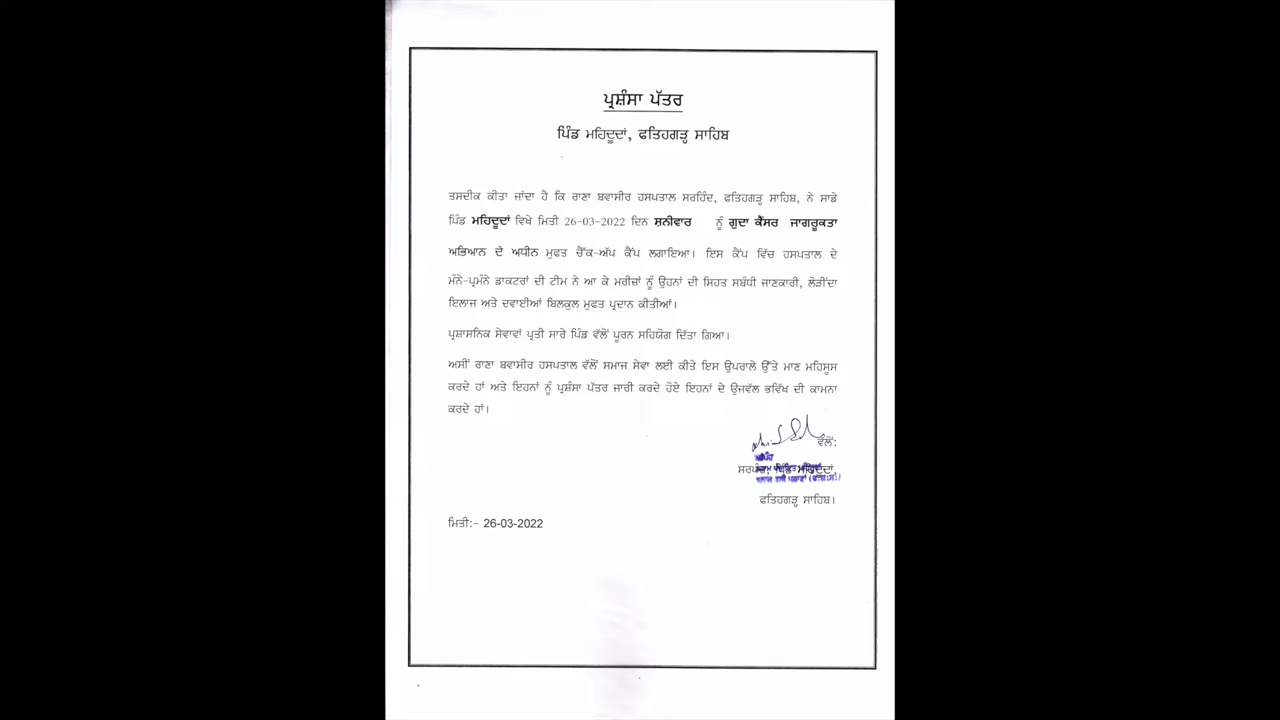 ਪ੍ਰਸ਼ੰਸਾ ਪੱਤਰ
ਪਿੰਡ ਮਹਿਦੂਦਾਂ, ਫਤਿਹਗੜ੍ਹ ਸਾਹਿਬ
ਤਸਦੀਕ ਕੀਤਾ ਜਾਂਦਾ ਹੈ ਕਿ ਰਾਣਾ ਬਵਾਸੀਰ ਹਸਪਤਾਲ ਸਰਹਿੰਦ, ਫਤਿਹਗੜ੍ਹ ਸਾਹਿਬ, ਨੇ ਸਾਡੇ
ਪਿੰਡ ਮਹਿਦੂਦਾਂ ਵਿਖੇ ਮਿਤੀ 26-03-2022 ਦਿਨ ਸ਼ਨੀਵਾਰ ਨੂੰ ਗੁਦਾ ਕੈਂਸਰ ਜਾਗਰੂਕਤਾ
ਅਭਿਆਨ ਦੇ ਅਧੀਨ ਮੁਫਤ ਚੈੱਕ-ਅੱਪ ਕੈਂਪ ਲਗਾਇਆ। ਇਸ ਕੈਂਪ ਵਿੱਚ ਹਸਪਤਾਲ ਦੇ
ਮੰਨੇ-ਪ੍ਰਮੰਨੇ ਡਾਕਟਰਾਂ ਦੀ ਟੀਮ ਨੇ ਆ ਕੇ ਮਰੀਜ਼ਾਂ ਨੂੰ ਉਹਨਾਂ ਦੀ ਸਿਹਤ ਸਬੰਧੀ ਜਾਣਕਾਰੀ, ਲੋੜੀਂਦਾ
ਇਲਾਜ ਅਤੇ ਦਵਾਈਆਂ ਬਿਲਕੁਲ ਮੁਫਤ ਪ੍ਰਦਾਨ ਕੀਤੀਆਂ।
ਪ੍ਰਸ਼ਾਸਨਿਕ ਸੇਵਾਵਾਂ ਪ੍ਰਤੀ ਸਾਰੇ ਪਿੰਡ ਵੱਲੋਂ ਪੂਰਨ ਸਹਿਯੋਗ ਦਿੱਤਾ ਗਿਆ।
ਅਸੀਂ ਰਾਣਾ ਬਵਾਸੀਰ ਹਸਪਤਾਲ ਵੱਲੋਂ ਸਮਾਜ ਸੇਵਾ ਲਈ ਕੀਤੇ ਇਸ ਉਪਰਾਲੇ ਉੱਤੇ ਮਾਣ ਮਹਿਸੂਸ
ਕਰਦੇ ਹਾਂ ਅਤੇ ਇਹਨਾਂ ਨੂੰ ਪ੍ਰਸ਼ੰਸਾ ਪੱਤਰ ਜਾਰੀ ਕਰਦੇ ਹੋਏ ਇਹਨਾਂ ਦੇ ਉਜਵੱਲ ਭਵਿੱਖ ਦੀ ਕਾਮਨਾ
ਕਰਦੇ ਹਾਂ।
ਵੱਲੋਂ:
ਸਰਪੰਚ, ਪਿੰਡ ਮਹਿਦੂਦਾਂ,
ਫਤਿਹਗੜ੍ਹ ਸਾਹਿਬ।
ਮਿਤੀ:- 26-03-2022